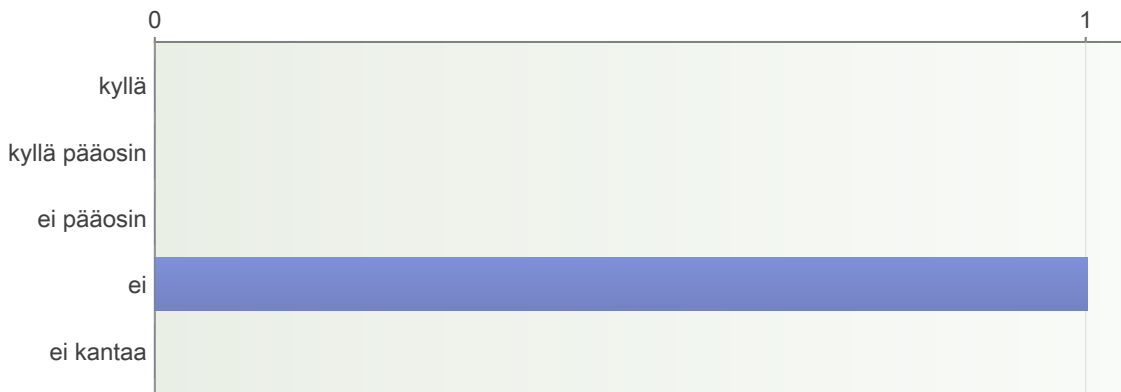 0 1
kyllä
kyllä pääosin
ei pääosin
ei
ei kantaa